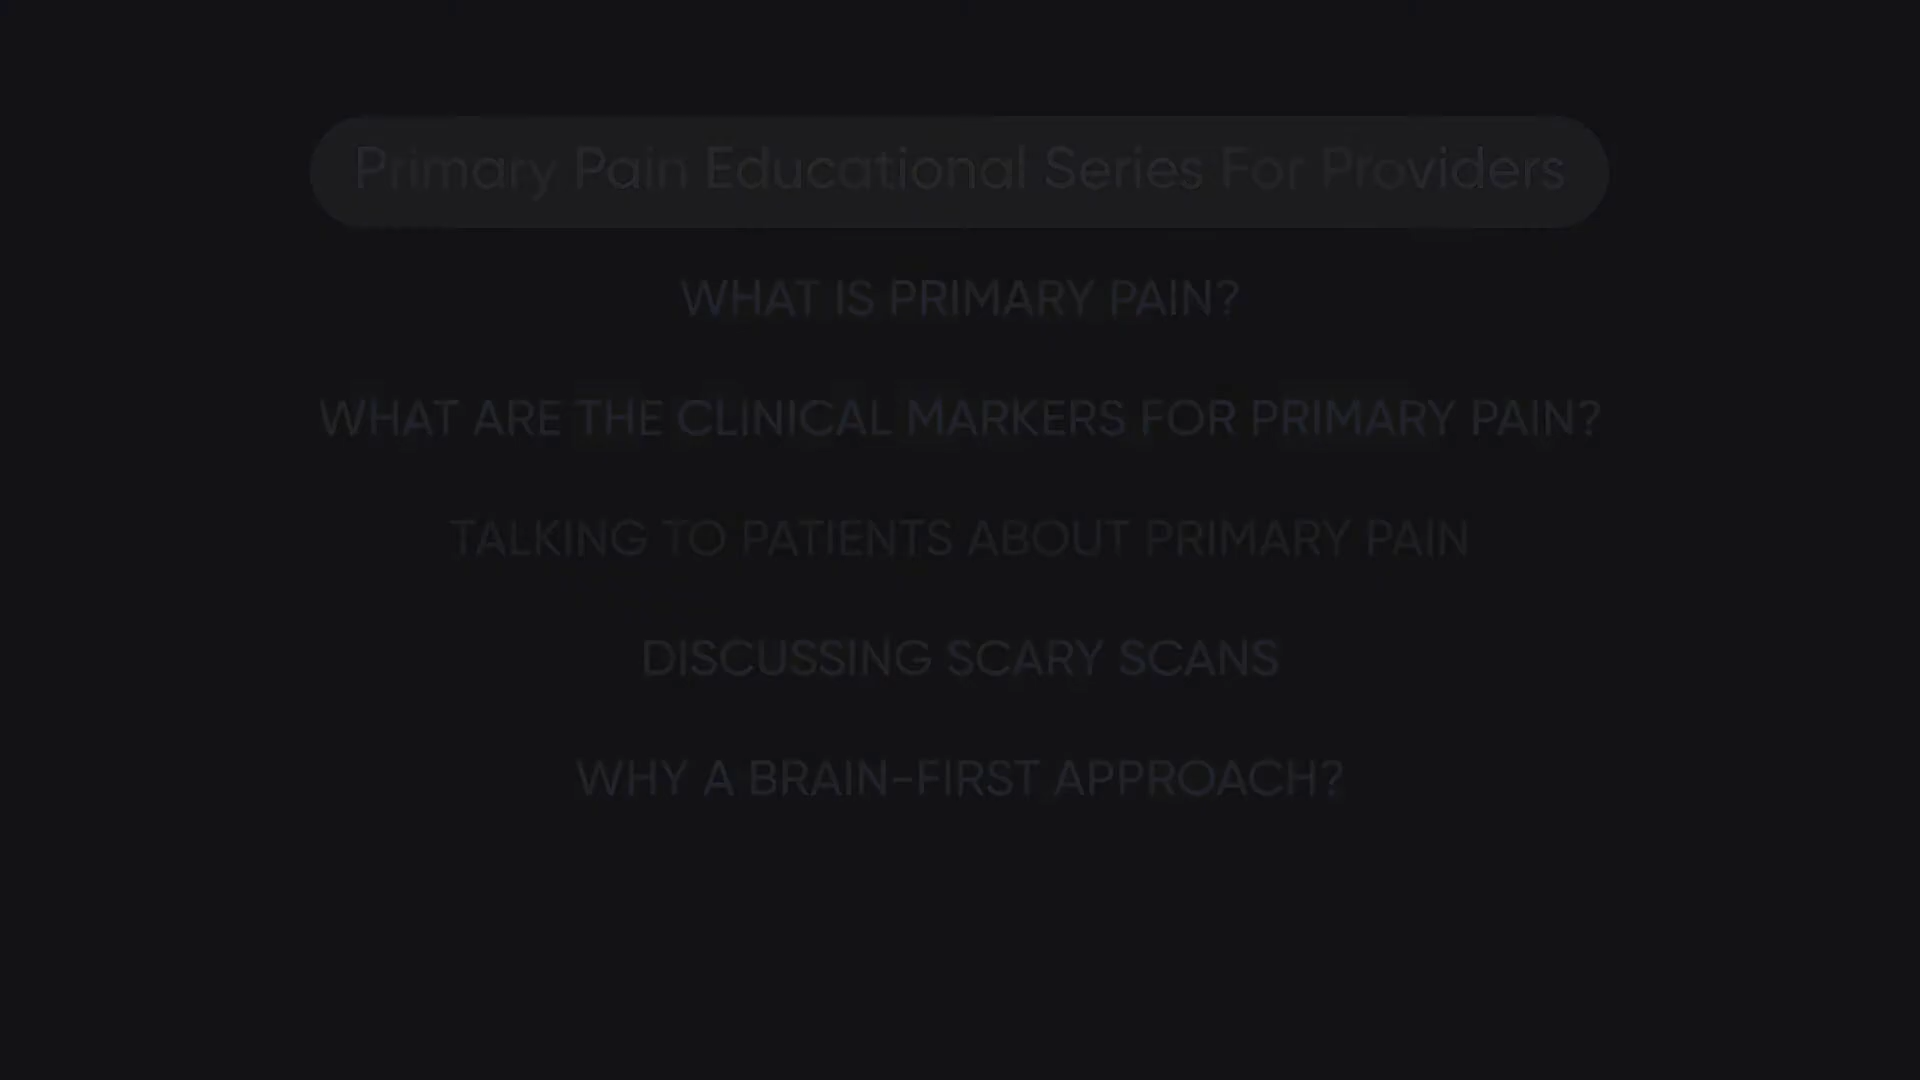 Primary Pain Educational Series For Providers
WHAT IS PRIMARY PAIN?
WHAT ARE THE CLINICAL MARKERS FOR PRIMARY PAIN?
TALKING TO PATIENTS ABOUT PRIMARY PAIN
DISCUSSING SCARY SCANS
WHY A BRAIN-FIRST APPROACH?